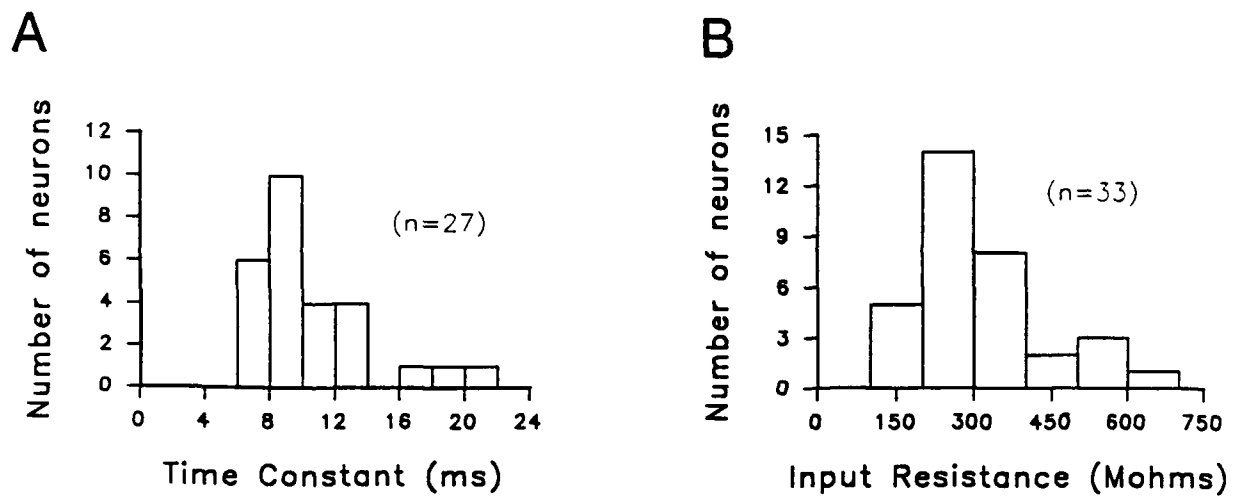 A
Number of neurons
12
10
8
6
4
2
0
(n=27)
0 4 8 12 16 20 24
Time Constant (ms)
B
Number of neurons
15
12
9
6
3
0
(n=33)
0 150 300 450 600 750
Input Resistance (Mohms)